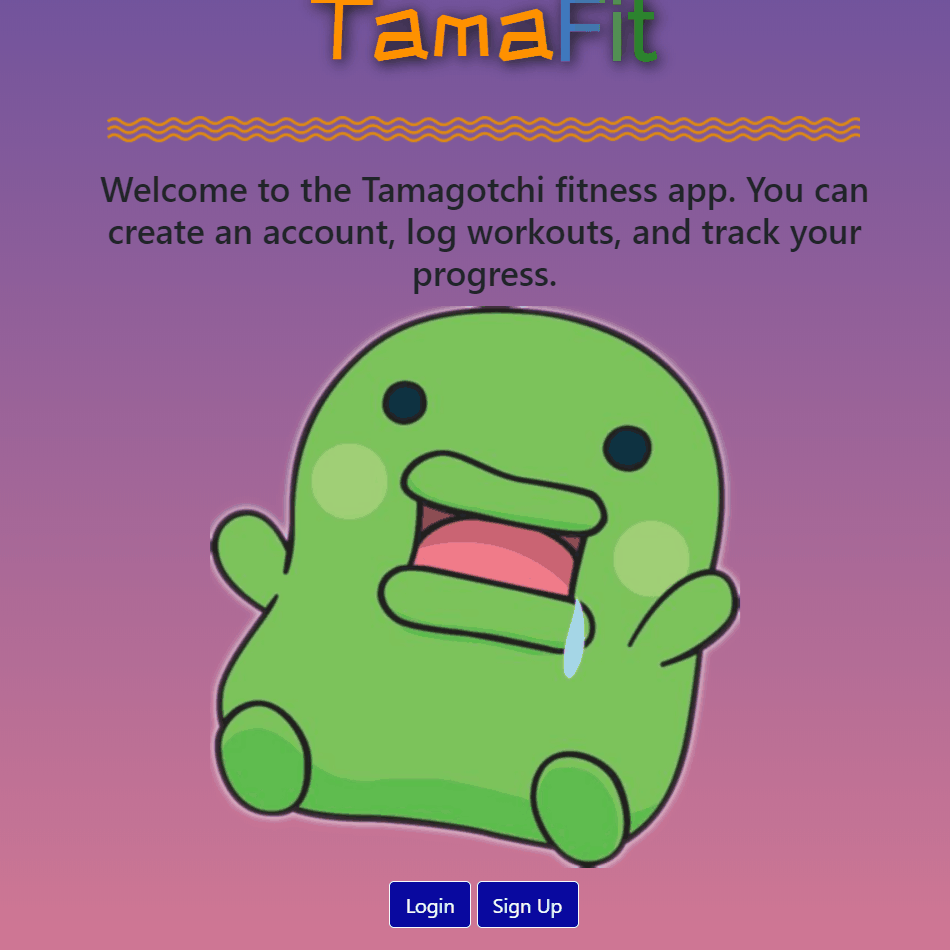 TamaFit
Welcome to the Tamagotchi fitness app. You can
create an account, log workouts, and track your
progress.
Login Sign Up